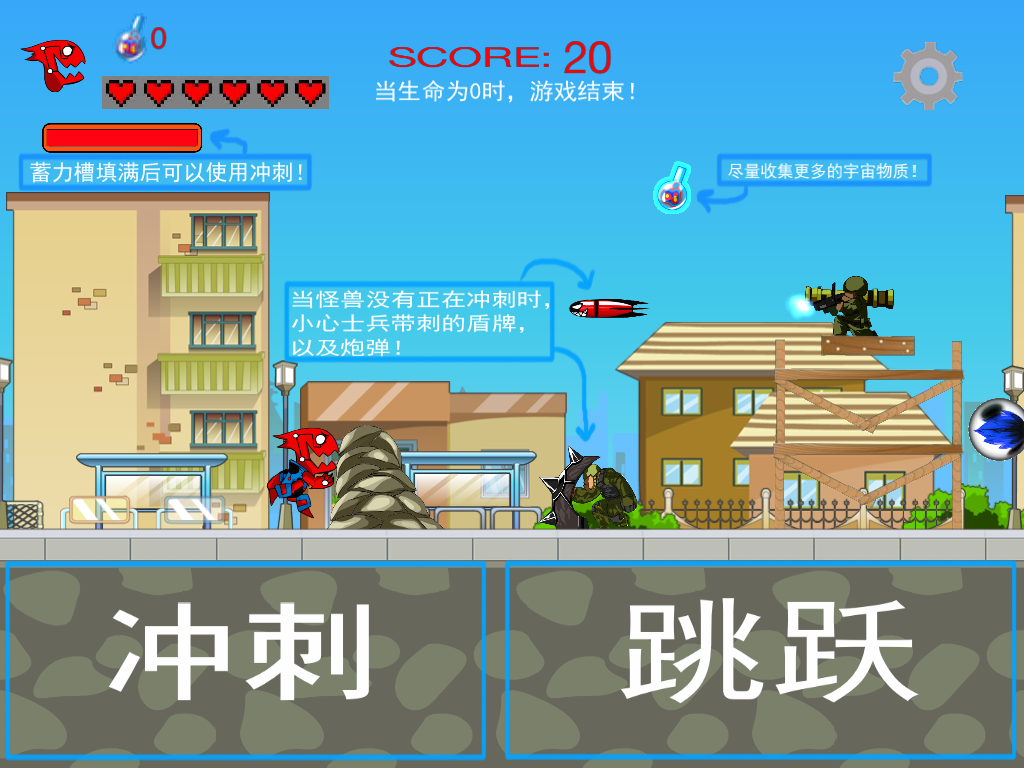 0
SCORE: 20
当生命为0时，游戏结束！
蓄力槽填满后可以使用冲刺！
尽量收集更多的宇宙物质！
当怪兽没有正在冲刺时，
小心士兵带刺的盾牌，
以及炮弹！
冲刺
跳跃